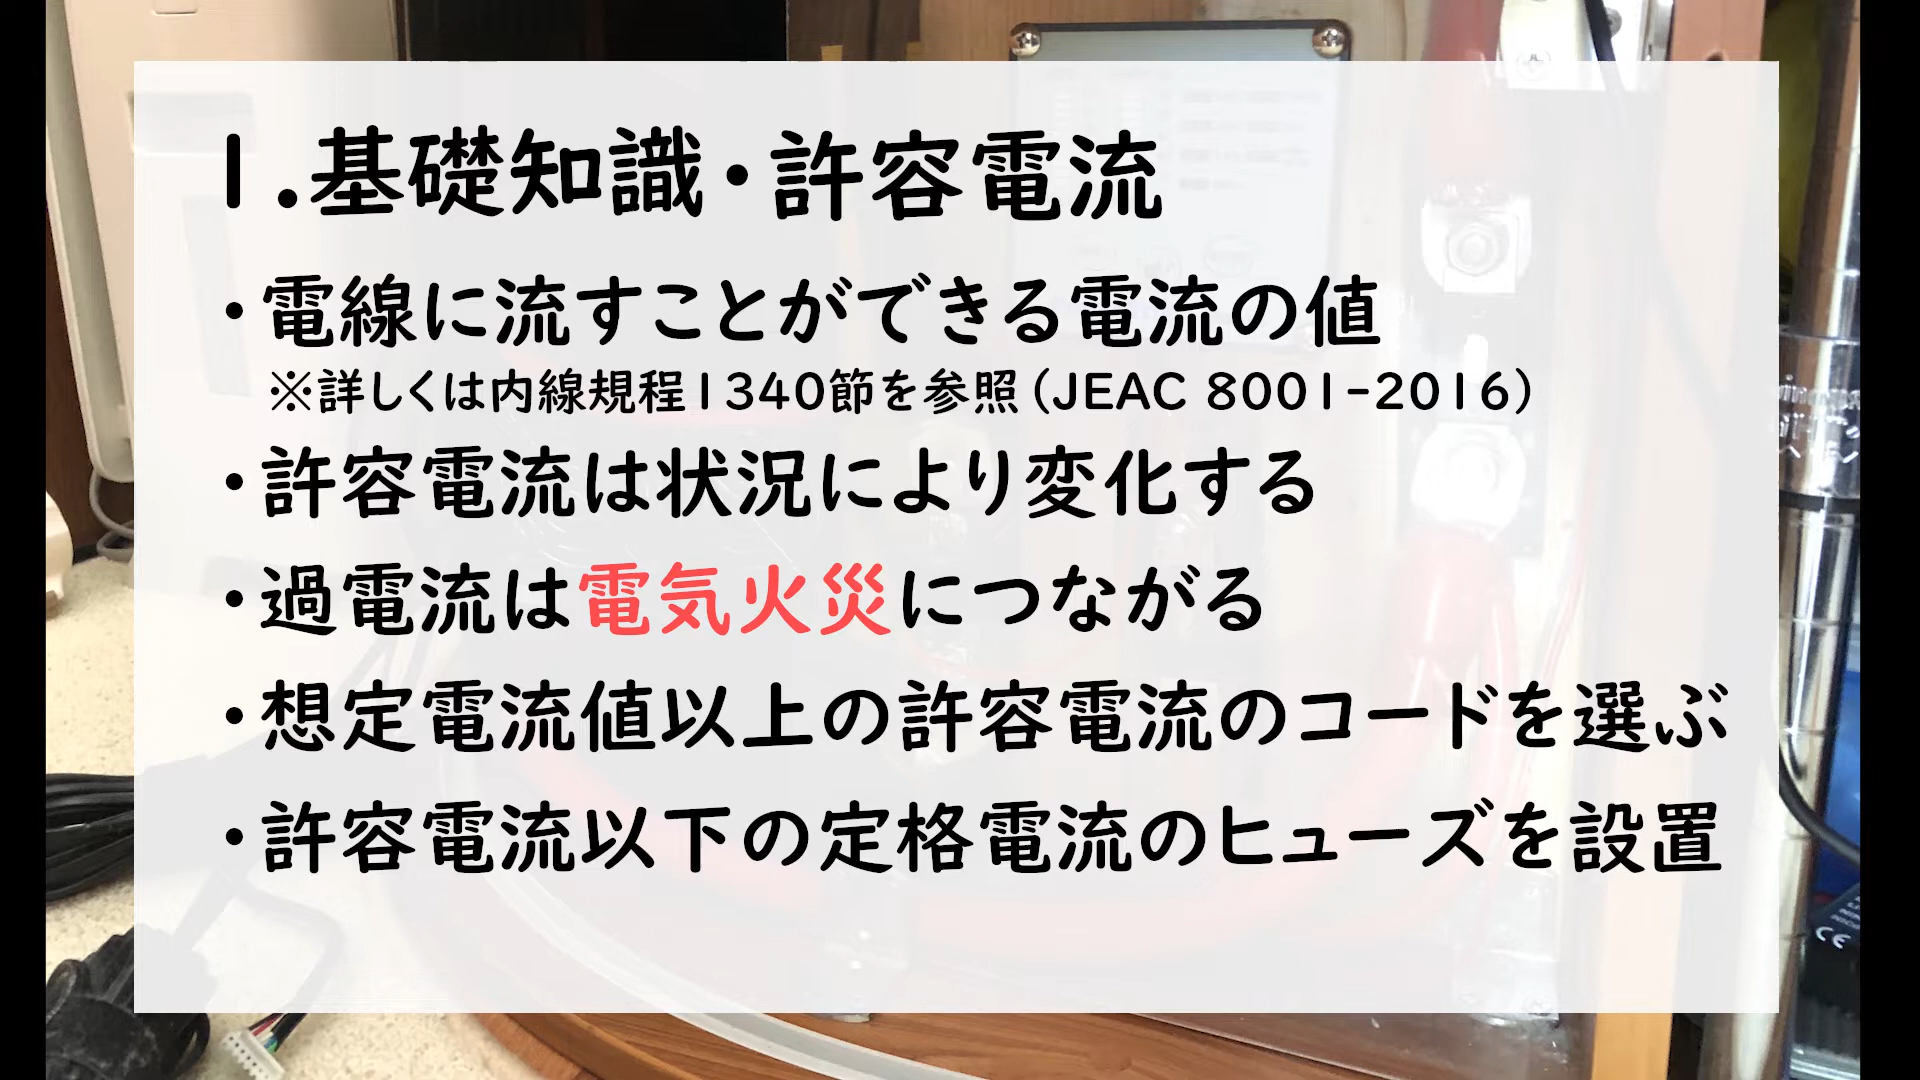 1.基礎知識・許容電流
・電線に流すことができる電流の値
※詳しくは内線規程1340節を参照(JEAC 8001-2016)
・許容電流は状況により変化する
・過電流は電気火災につながる
・想定電流値以上の許容電流のコードを選ぶ
・許容電流以下の定格電流のヒューズを設置
CE